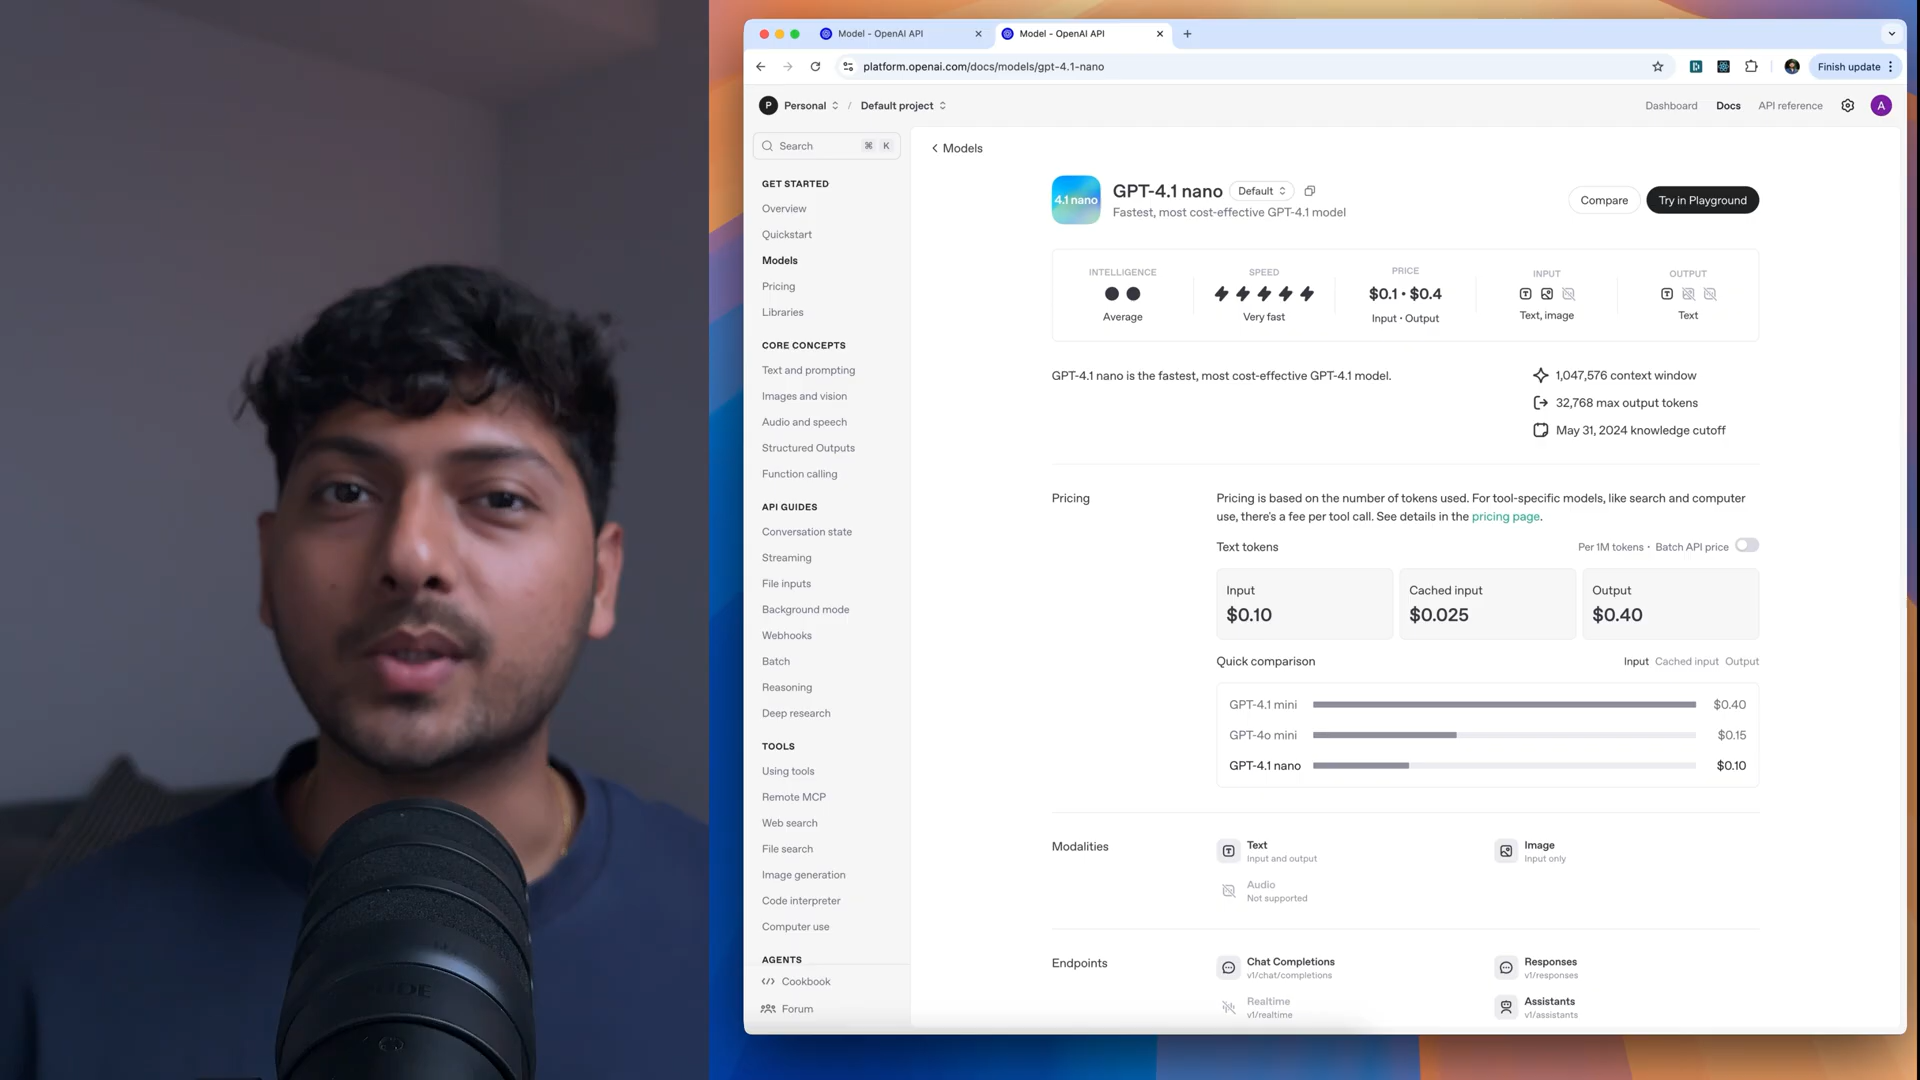 Model - OpenAI API
Model - OpenAI API
platform.openai.com/docs/models/gpt-4.1-nano
Finish update
P Personal / Default project
Dashboard Docs API reference A
Search ⌘ K
GET STARTED
Overview
Quickstart
Models
Pricing
Libraries
CORE CONCEPTS
Text and prompting
Images and vision
Audio and speech
Structured Outputs
Function calling
API GUIDES
Conversation state
Streaming
File inputs
Background mode
Webhooks
Batch
Reasoning
Deep research
TOOLS
Using tools
Remote MCP
Web search
File search
Image generation
Code interpreter
Computer use
AGENTS
Cookbook
Forum
Models
4.1 nano
GPT-4.1 nano Default
Fastest, most cost-effective GPT-4.1 model
Compare Try in Playground
INTELLIGENCE
Average
SPEED
Very fast
PRICE
$0.1 • $0.4
Input • Output
INPUT
Text, image
OUTPUT
Text
GPT-4.1 nano is the fastest, most cost-effective GPT-4.1 model.
1,047,576 context window
32,768 max output tokens
May 31, 2024 knowledge cutoff
Pricing
Pricing is based on the number of tokens used. For tool-specific models, like search and computer
use, there's a fee per tool call. See details in the pricing page.
Text tokens
Per 1M tokens • Batch API price
Input
$0.10
Cached input
$0.025
Output
$0.40
Quick comparison
Input Cached input Output
GPT-4.1 mini $0.40
GPT-4o mini $0.15
GPT-4.1 nano $0.10
Modalities
Text
Input and output
Image
Input only
Audio
Not supported
Endpoints
Chat Completions
v1/chat/completions
Responses
v1/responses
Realtime
v1/realtime
Assistants
v1/assistants